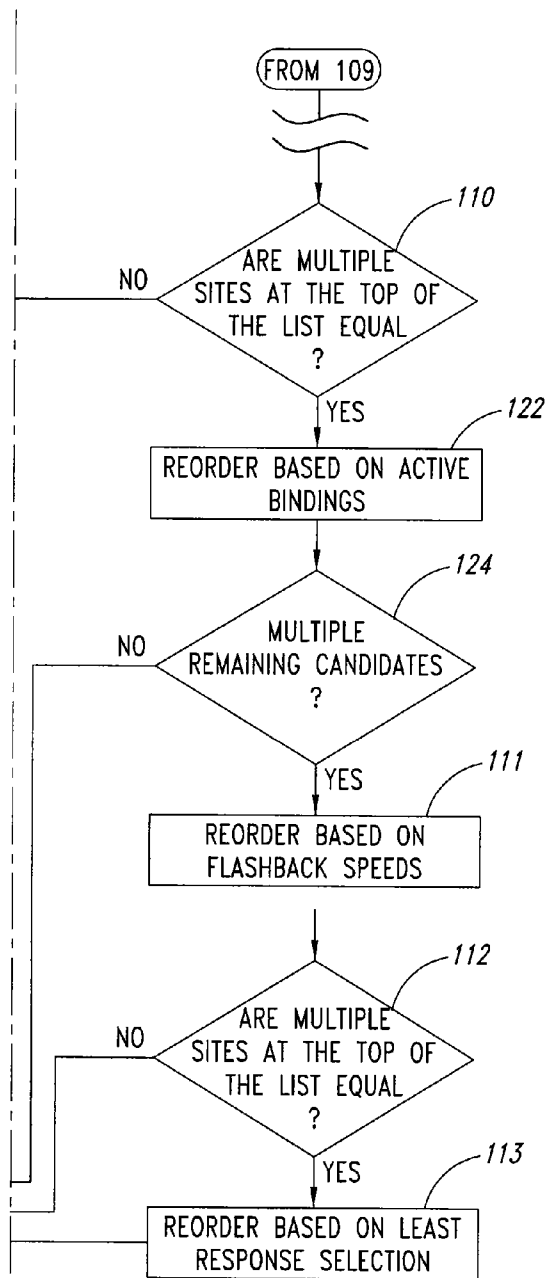 FROM 109
110
ARE MULTIPLE
SITES AT THE TOP OF
THE LIST EQUAL
?
NO
YES
122
REORDER BASED ON ACTIVE
BINDINGS
124
MULTIPLE
REMAINING CANDIDATES
?
NO
YES
111
REORDER BASED ON
FLASHBACK SPEEDS
112
ARE MULTIPLE
SITES AT THE TOP OF
THE LIST EQUAL
?
NO
YES
113
REORDER BASED ON LEAST
RESPONSE SELECTION